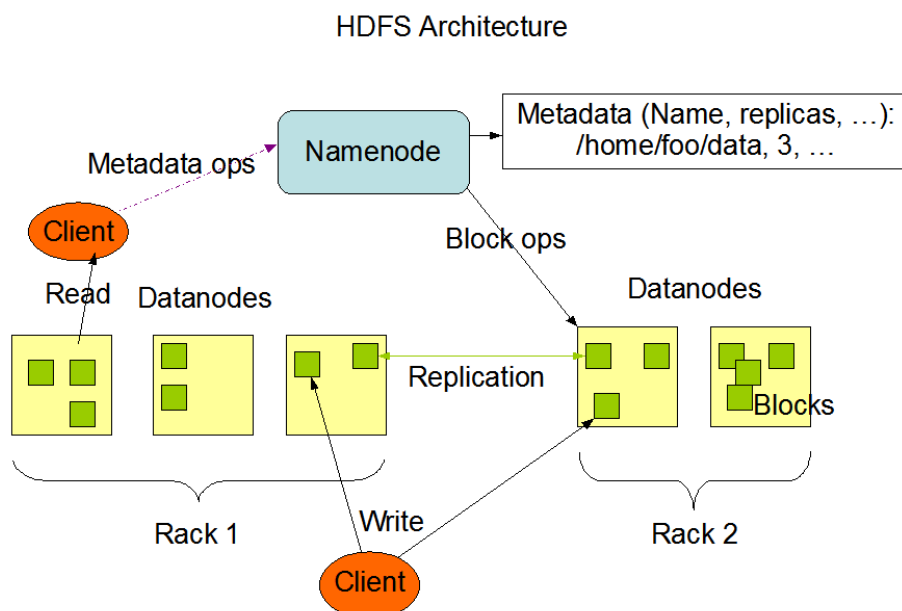 HDFS Architecture
Metadata (Name, replicas, …):
/home/foo/data, 3, …
Namenode
Metadata ops
Client
Block ops
Read
Datanodes
Datanodes
Replication
Blocks
Rack 1
Write
Rack 2
Client